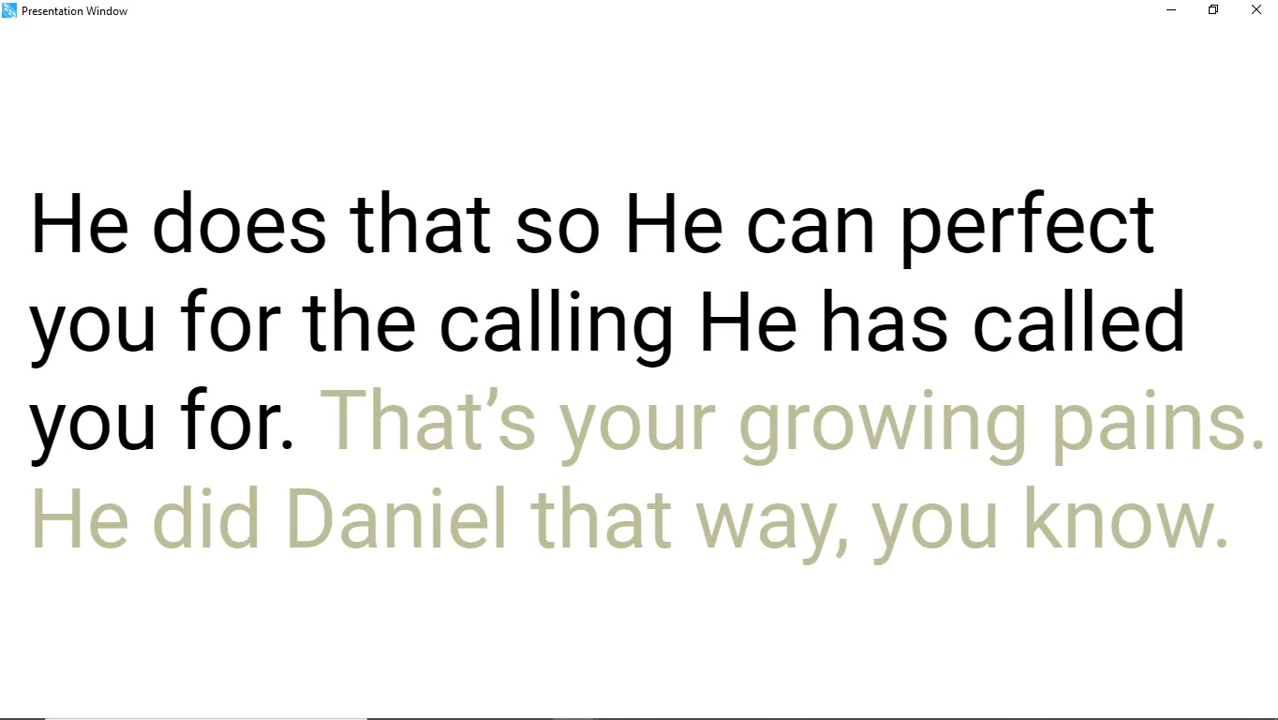 Presentation Window
He does that so He can perfect
you for the calling He has called
you for. That’s your growing pains.
He did Daniel that way, you know.